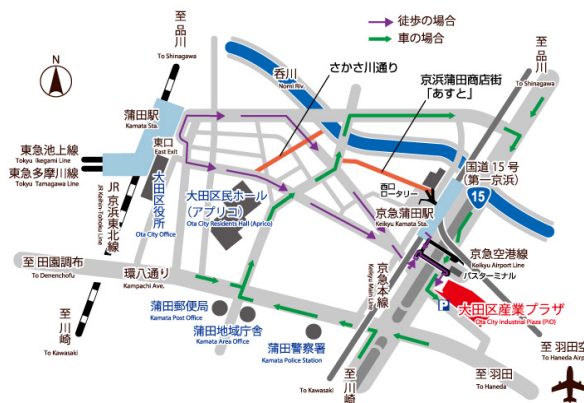 徒歩の場合
車の場合
至 品川
To Shinagawa
N
呑川
Nomi Riv.
さかさ川通り
京浜蒲田商店街
「あすと」
至 品川
To Shinagawa
蒲田駅
Kamata Sta.
東口
East Exit
東急池上線
Tokyu Ikegami Line
東急多摩川線
Tokyu Tamagawa Line
JR 京浜東北線
JR Keihin-Tohoku Line
大田区役所
Ota City Office
大田区民ホール
(アプリコ)
Ota City Residents Hall (Aprico)
西口
ロータリー
国道 15 号
(第一京浜)
15
京急蒲田駅
Keikyu Kamata Sta.
京急空港線
Keikyu Airport Line
バスターミナル
京急本線
Keikyu Main Line
至 田園調布
To Denenchofu
環八通り
Kampachi Ave.
P
大田区産業プラザ
Ota City Industrial Plaza (PiO)
蒲田郵便局
Kamata Post Office
蒲田地域庁舎
Kamata Area Office
蒲田警察署
Kamata Police Station
至 川崎
To Kawasaki
To Kawasaki
至 川崎
至 羽田
To Haneda
至 羽田空
To Haneda Air